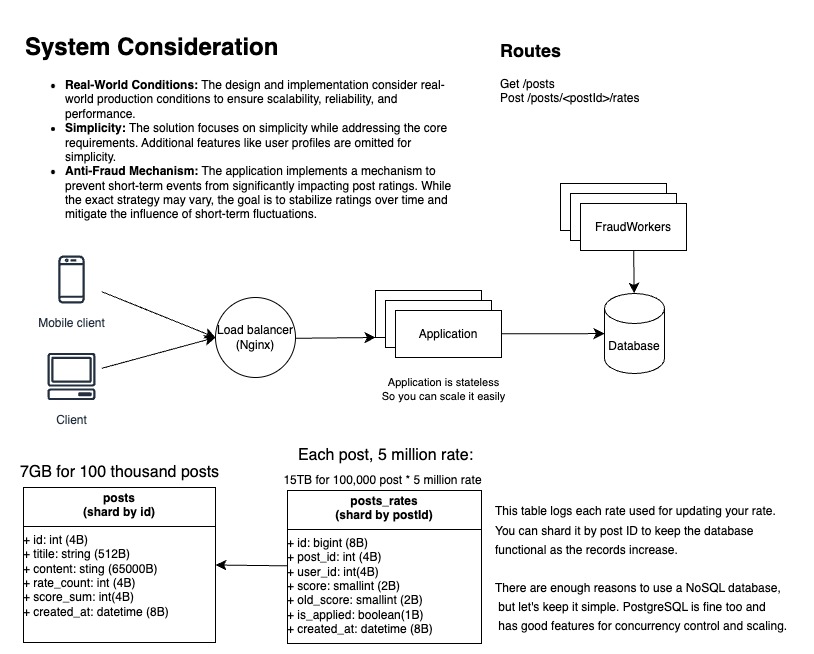 System Consideration
Routes
• Real-World Conditions: The design and implementation consider real-
world production conditions to ensure scalability, reliability, and
performance.
• Simplicity: The solution focuses on simplicity while addressing the core
requirements. Additional features like user profiles are omitted for
simplicity.
• Anti-Fraud Mechanism: The application implements a mechanism to
prevent short-term events from significantly impacting post ratings. While
the exact strategy may vary, the goal is to stabilize ratings over time and
mitigate the influence of short-term fluctuations.
Get /posts
Post /posts/<postId>/rates
FraudWorkers
Mobile client
Client
Load balancer
(Nginx)
Application
Application is stateless
So you can scale it easily
Database
7GB for 100 thousand posts
posts
(shard by id)
+ id: int (4B)
+ titile: string (512B)
+ content: sting (65000B)
+ rate_count: int (4B)
+ score_sum: int(4B)
+ created_at: datetime (8B)
Each post, 5 million rate:
15TB for 100,000 post * 5 million rate
posts_rates
(shard by postId)
+ id: bigint (8B)
+ post_id: int (4B)
+ user_id: int(4B)
+ score: smallint (2B)
+ old_score: smallint (2B)
+ is_applied: boolean(1B)
+ created_at: datetime (8B)
This table logs each rate used for updating your rate.
You can shard it by post ID to keep the database
functional as the records increase.
There are enough reasons to use a NoSQL database,
but let's keep it simple. PostgreSQL is fine too and
has good features for concurrency control and scaling.